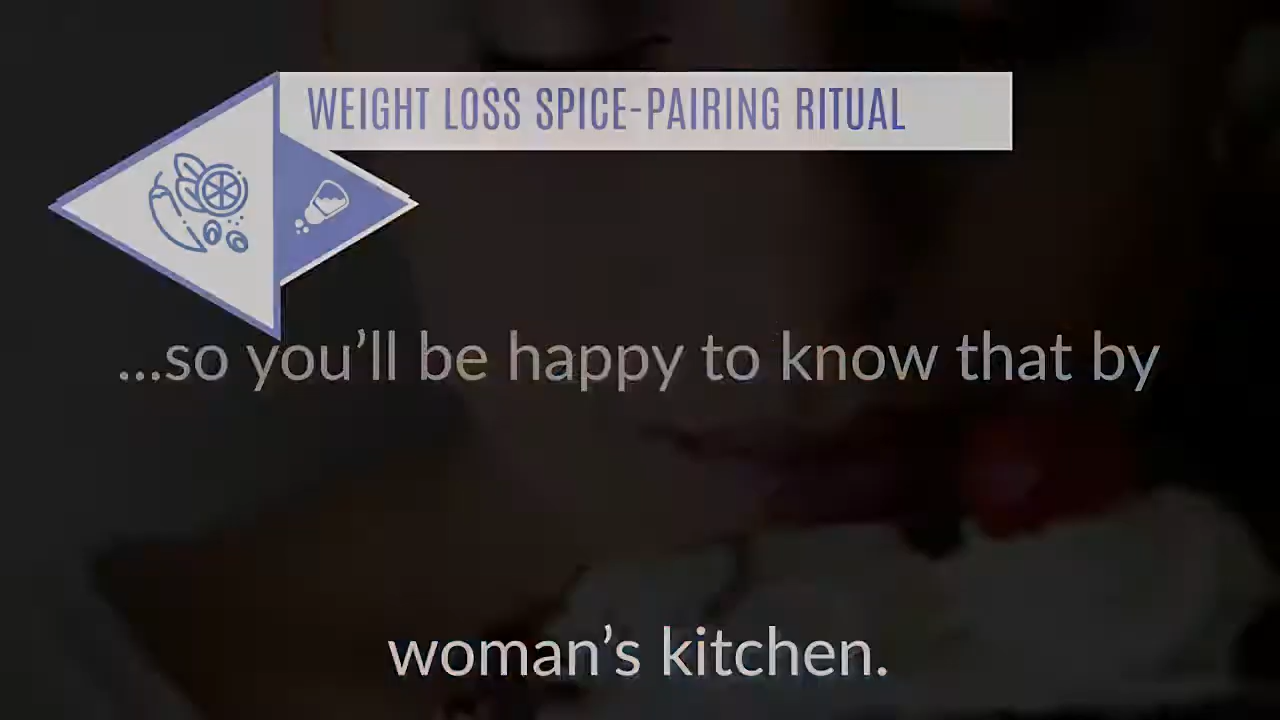 WEIGHT LOSS SPICE-PAIRING RITUAL
...so you’ll be happy to know that by
woman’s kitchen.